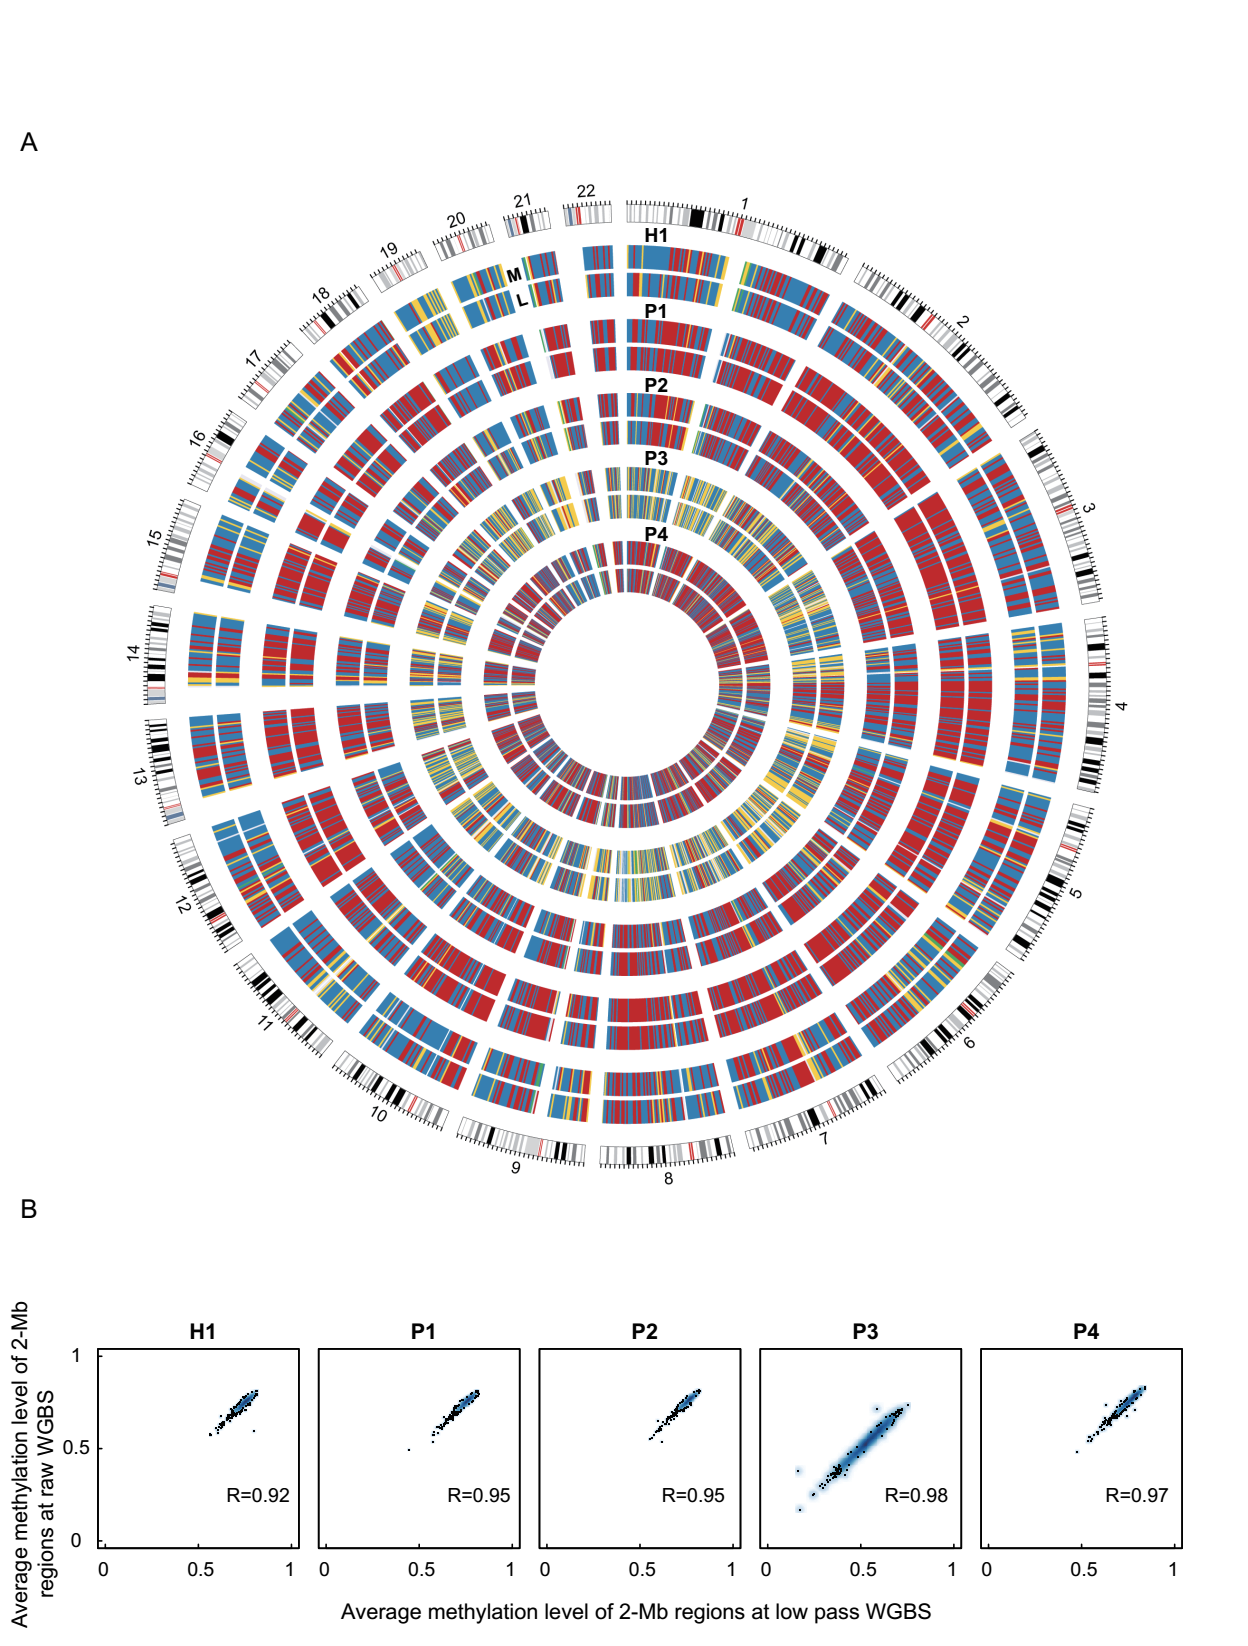 A
22
21
20
19
18
17
16
15
14
13
12
11
10
9
8
7
6
5
4
3
2
1
H1
M
L
P1
P2
P3
P4
B
Average methylation level of 2-Mb
regions at raw WGBS
H1 P1 P2 P3 P4
1
0.5
0
R=0.92 R=0.95 R=0.95 R=0.98 R=0.97
0 0.5 1 0 0.5 1 0 0.5 1 0 0.5 1 0 0.5 1
Average methylation level of 2-Mb regions at low pass WGBS